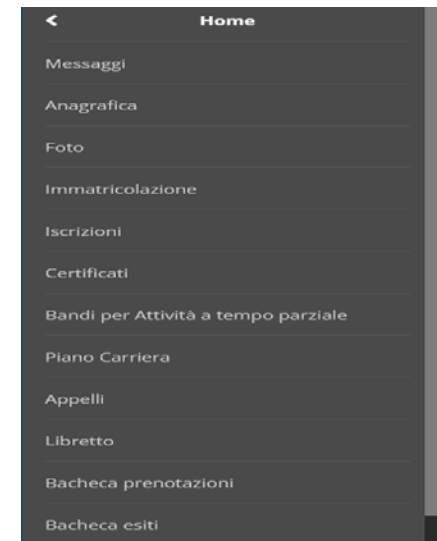 Home
Messaggi
Anagrafica
Foto
Immatricolazione
Iscrizioni
Certificati
Bandi per Attività a tempo parziale
Piano Carriera
Appelli
Libretto
Bacheca prenotazioni
Bacheca esiti